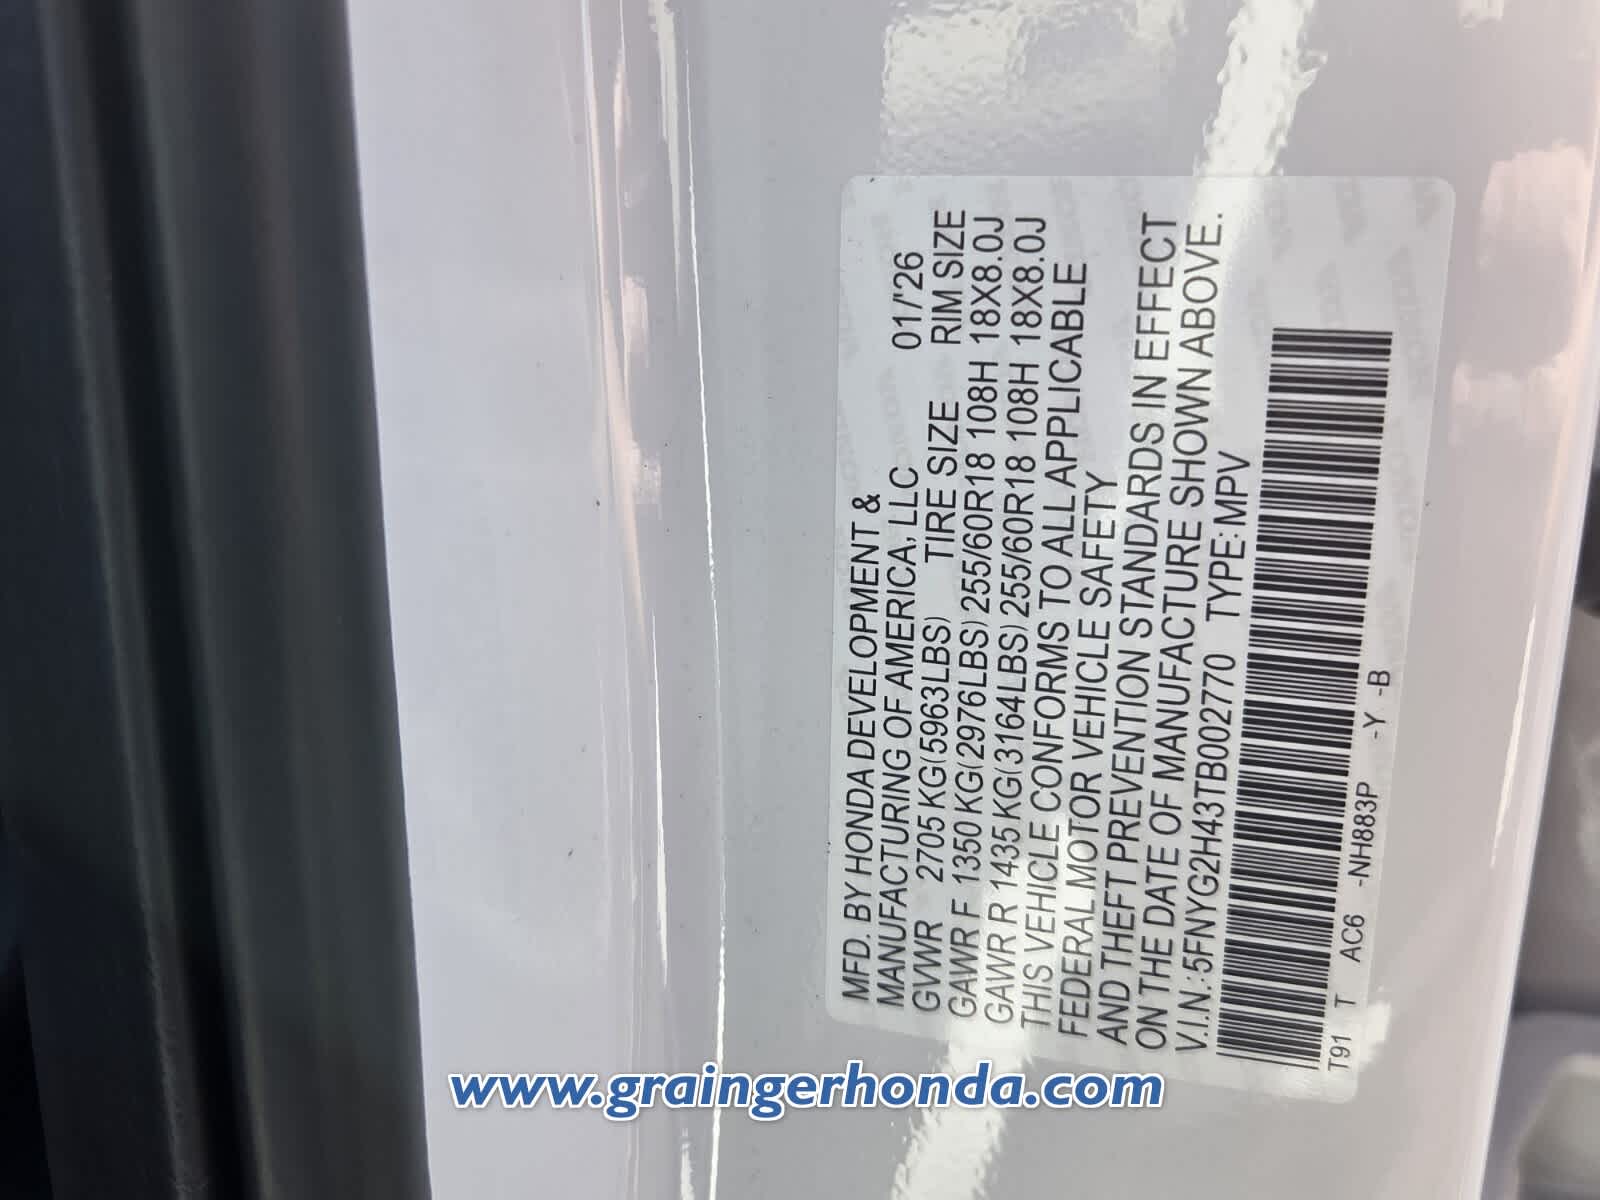 MFD. BY HONDA DEVELOPMENT &
MANUFACTURING OF AMERICA, LLC 01/'26
GVWR 2705 KG(5963LBS) TIRE SIZE RIM SIZE
GAWR F 1350 KG(2976LBS) 255/60R18 108H 18X8.0J
GAWR R 1435 KG(3164LBS) 255/60R18 108H 18X8.0J
THIS VEHICLE CONFORMS TO ALL APPLICABLE
FEDERAL MOTOR VEHICLE SAFETY
AND THEFT PREVENTION STANDARDS IN EFFECT
ON THE DATE OF MANUFACTURE SHOWN ABOVE.
V.I.N.: 5FNYG2H43TB002770 TYPE: MPV
T91 T AC6 -NH883P -Y -B
www.graingerhonda.com